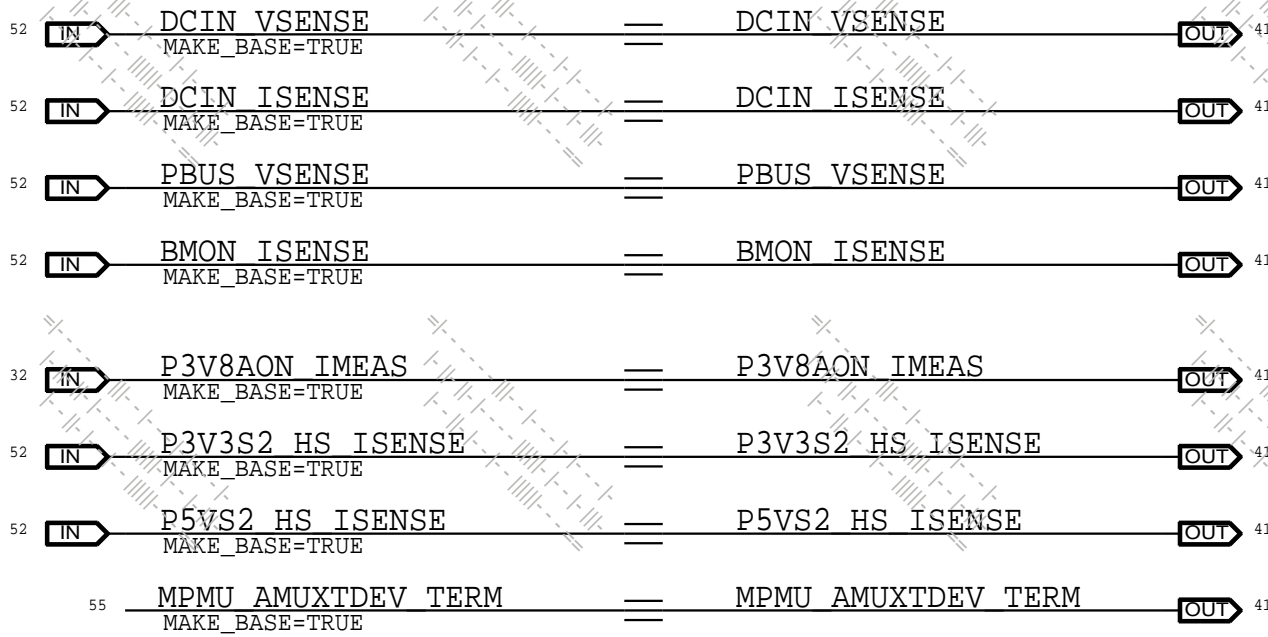 52 IN DCIN_VSENSE DCIN_VSENSE OUT 41
MAKE_BASE=TRUE
52 IN DCIN_ISENSE DCIN_ISENSE OUT 41
MAKE_BASE=TRUE
52 IN PBUS_VSENSE PBUS_VSENSE OUT 41
MAKE_BASE=TRUE
52 IN BMON_ISENSE BMON_ISENSE OUT 41
MAKE_BASE=TRUE
32 IN P3V8AON_IMEAS P3V8AON_IMEAS OUT 41
MAKE_BASE=TRUE
52 IN P3V3S2_HS_ISENSE P3V3S2_HS_ISENSE OUT 41
MAKE_BASE=TRUE
52 IN P5VS2_HS_ISENSE P5VS2_HS_ISENSE OUT 41
MAKE_BASE=TRUE
55 MPMU_AMUXTDEV_TERM MPMU_AMUXTDEV_TERM OUT 41
MAKE_BASE=TRUE